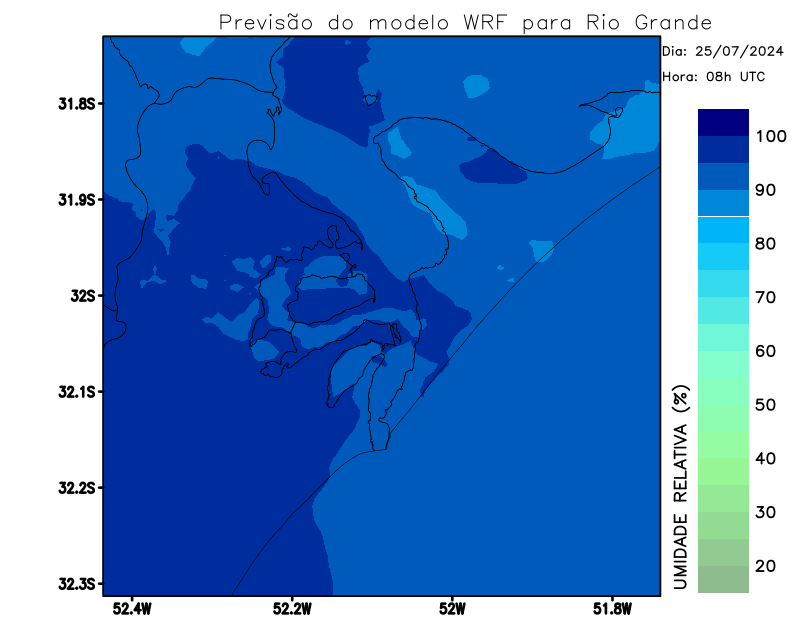 Previsão do modelo WRF para Rio Grande
Dia: 25/07/2024
Hora: 08h UTC
31.8S
31.9S
32S
32.1S
32.2S
32.3S
52.4W
52.2W
52W
51.8W
100
90
80
70
60
50
40
30
20
UMIDADE RELATIVA (%)